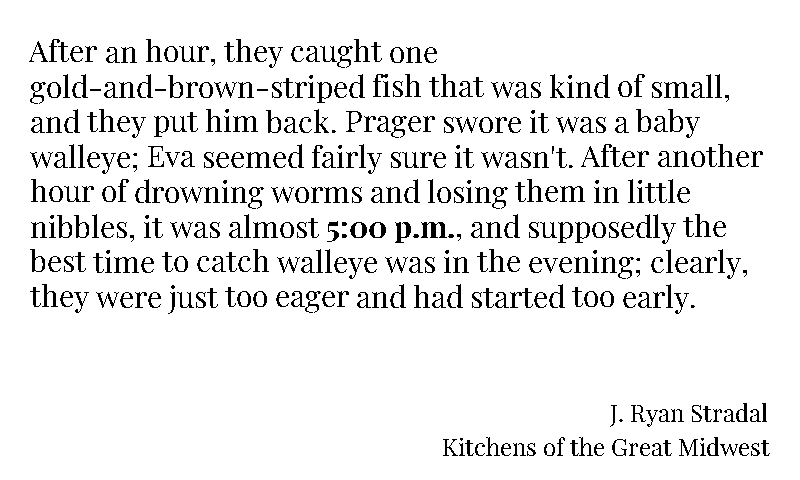 After an hour, they caught one
gold-and-brown-striped fish that was kind of small,
and they put him back. Prager swore it was a baby
walleye; Eva seemed fairly sure it wasn't. After another
hour of drowning worms and losing them in little
nibbles, it was almost 5:00 p.m., and supposedly the
best time to catch walleye was in the evening; clearly,
they were just too eager and had started too early.
J. Ryan Stradal
Kitchens of the Great Midwest